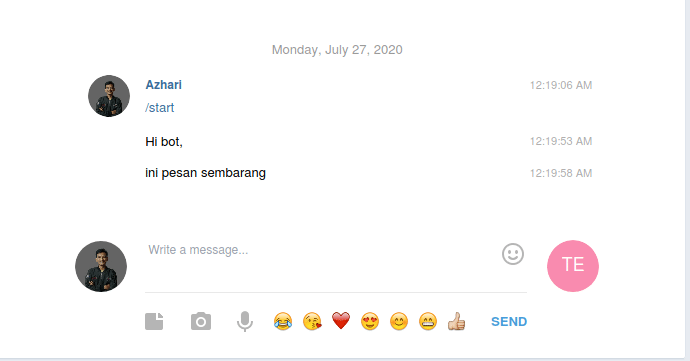 Monday, July 27, 2020
Azhari 12:19:06 AM
/start
Hi bot, 12:19:53 AM
ini pesan sembarang 12:19:58 AM
Write a message...
TE
SEND